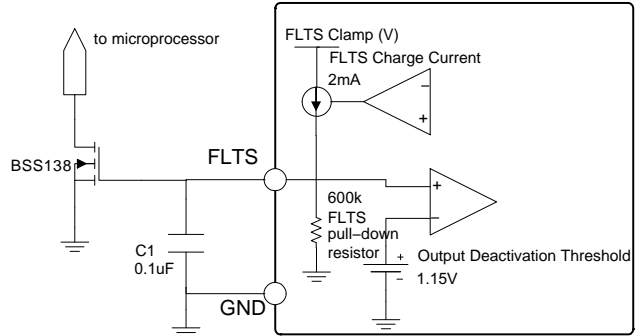 to microprocessor
FLTS Clamp (V)
FLTS Charge Current
2mA
−
+
BSS138
FLTS
600k
FLTS
pull−down
resistor
+
−
C1
0.1uF
Output Deactivation Threshold
+
1.15V
−
GND